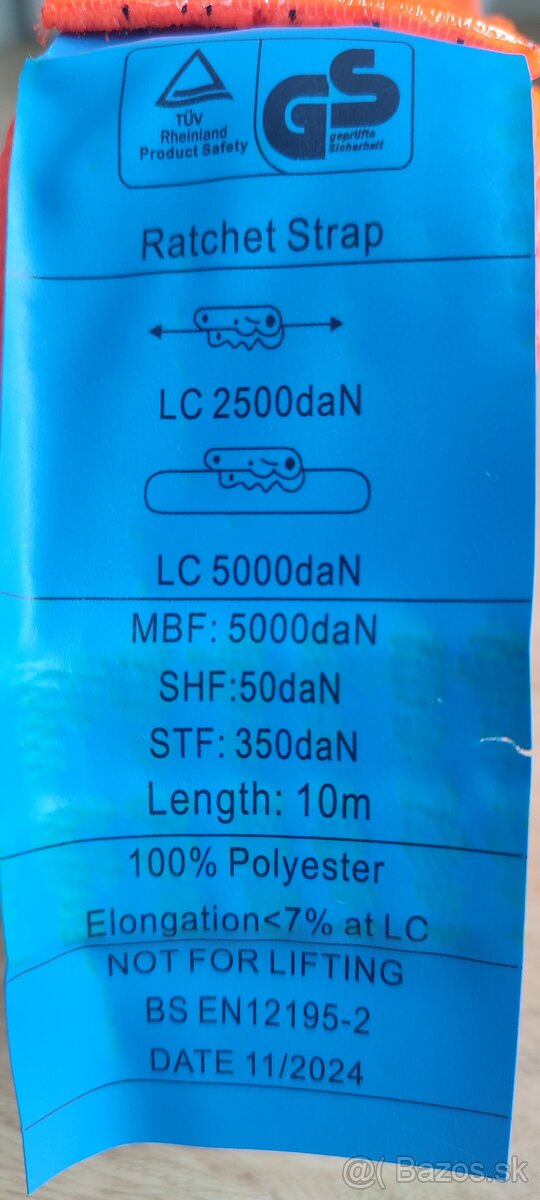 TÜV
Rheinland
Product Safety
GS
geprüfte
Sicherheit
Ratchet Strap
LC 2500daN
LC 5000daN
MBF: 5000daN
SHF:50daN
STF: 350daN
Length: 10m
100% Polyester
Elongation<7% at LC
NOT FOR LIFTING
BS EN12195-2
DATE 11/2024
@( Bazos.sk